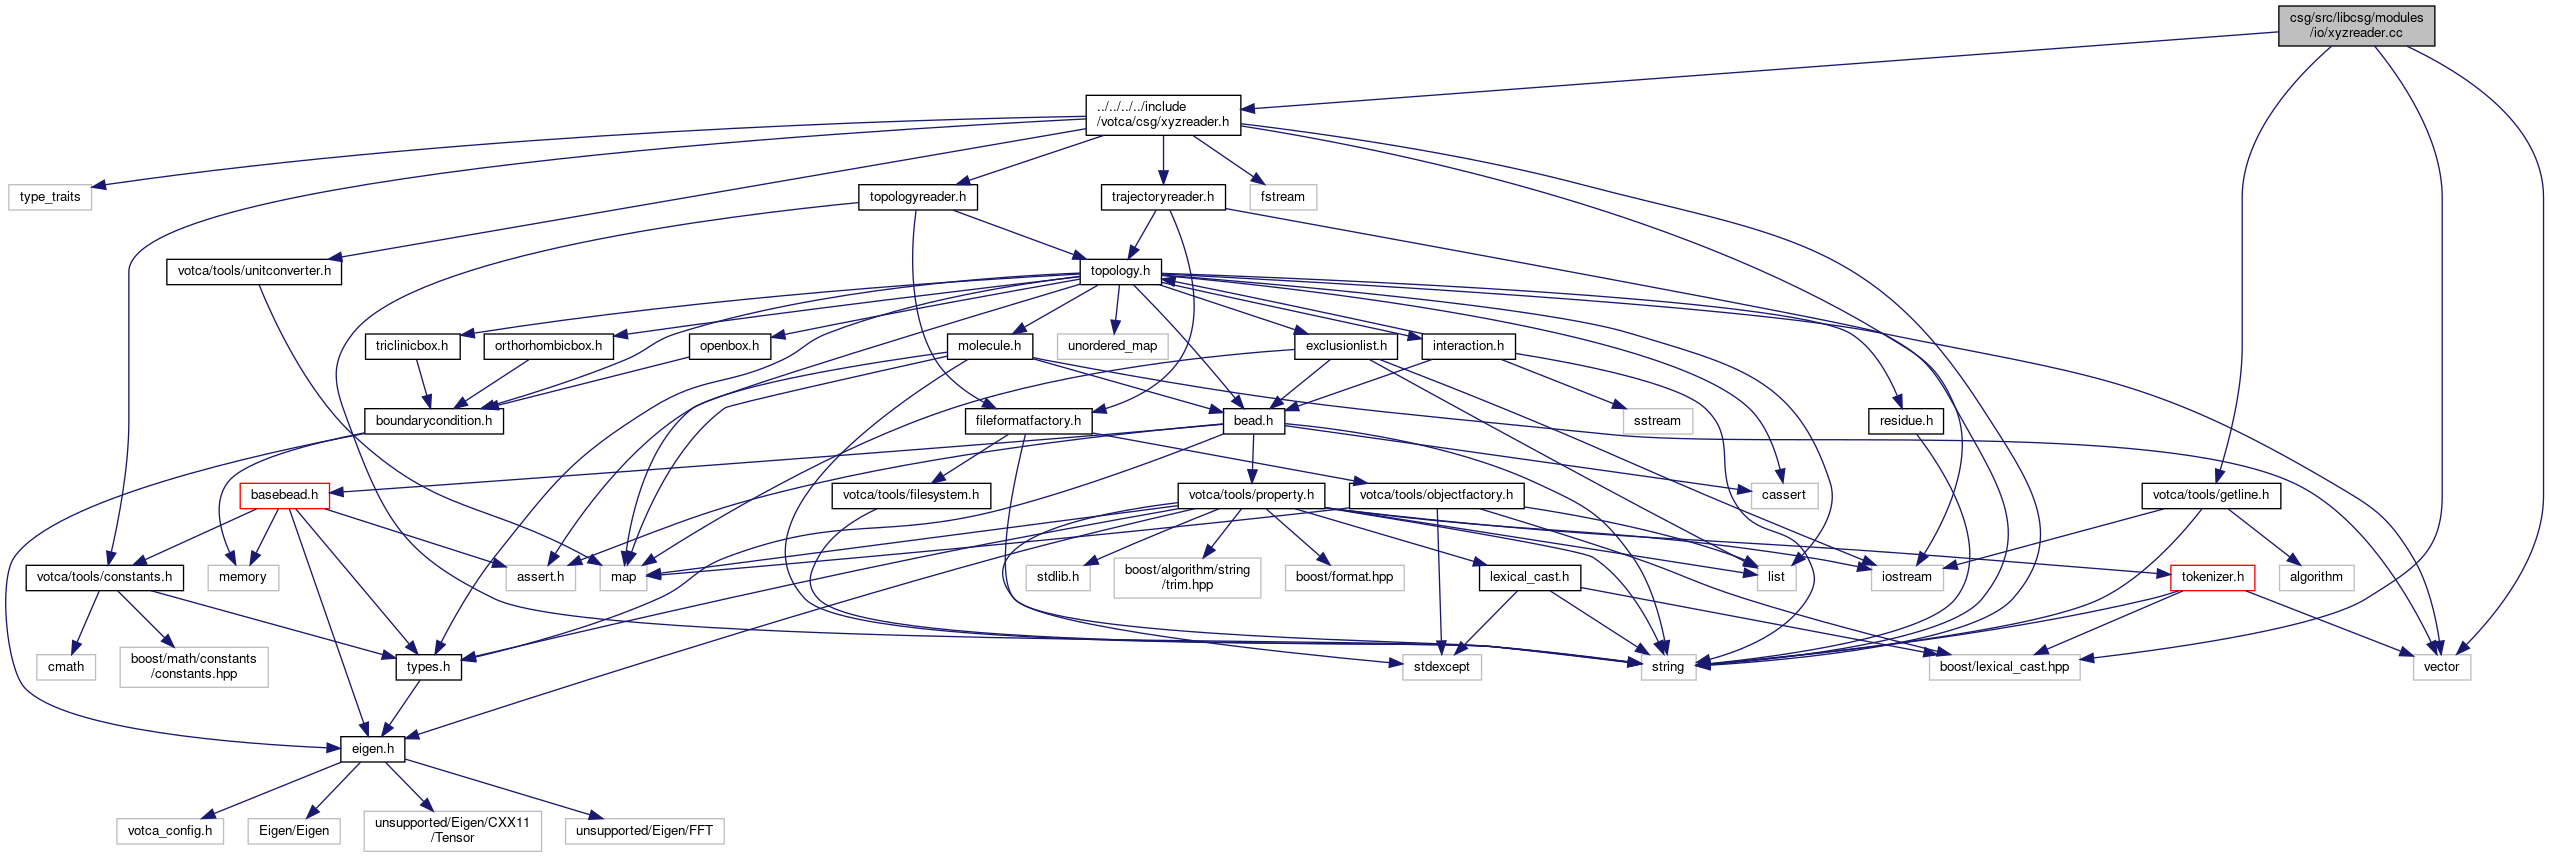 csg/src/libcsg/modules
/io/xyzreader.cc
../../../../include
/votca/csg/xyzreader.h
type_traits
topologyreader.h
trajectoryreader.h
fstream
votca/tools/unitconverter.h
topology.h
triclinicbox.h
orthorhombicbox.h
openbox.h
molecule.h
unordered_map
exclusionlist.h
interaction.h
boundarycondition.h
fileformatfactory.h
bead.h
sstream
residue.h
basebead.h
votca/tools/filesystem.h
votca/tools/property.h
votca/tools/objectfactory.h
cassert
votca/tools/getline.h
votca/tools/constants.h
memory
assert.h
map
stdlib.h
boost/algorithm/string
/trim.hpp
boost/format.hpp
lexical_cast.h
list
iostream
tokenizer.h
algorithm
cmath
boost/math/constants
/constants.hpp
types.h
stdexcept
string
boost/lexical_cast.hpp
vector
eigen.h
votca_config.h
Eigen/Eigen
unsupported/Eigen/CXX11
/Tensor
unsupported/Eigen/FFT